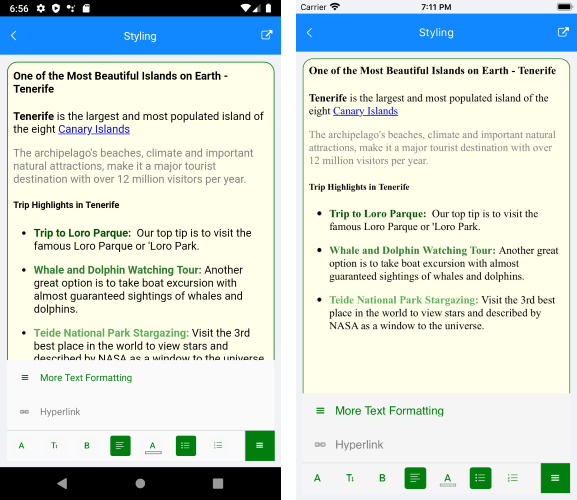 6:56
Styling
One of the Most Beautiful Islands on Earth -
Tenerife
Tenerife is the largest and most populated island of
the eight Canary Islands
The archipelago's beaches, climate and important
natural attractions, make it a major tourist
destination with over 12 million visitors per year.
Trip Highlights in Tenerife
Trip to Loro Parque:  Our top tip is to visit the
famous Loro Parque or 'Loro Park.
Whale and Dolphin Watching Tour: Another
great option is to take boat excursion with
almost guaranteed sightings of whales and
dolphins.
Teide National Park Stargazing: Visit the 3rd
best place in the world to view stars and
described by NASA as a window to the universe
More Text Formatting
Hyperlink
A
TI
B
A
Carrier
7:11 PM
Styling
One of the Most Beautiful Islands on Earth - Tenerife
Tenerife is the largest and most populated island of the
eight Canary Islands
The archipelago's beaches, climate and important natural
attractions, make it a major tourist destination with over
12 million visitors per year.
Trip Highlights in Tenerife
Trip to Loro Parque:  Our top tip is to visit the
famous Loro Parque or 'Loro Park.
Whale and Dolphin Watching Tour: Another great
option is to take boat excursion with almost
guaranteed sightings of whales and dolphins.
Teide National Park Stargazing: Visit the 3rd best
place in the world to view stars and described by
NASA as a window to the universe.
More Text Formatting
Hyperlink
A
TI
B
A